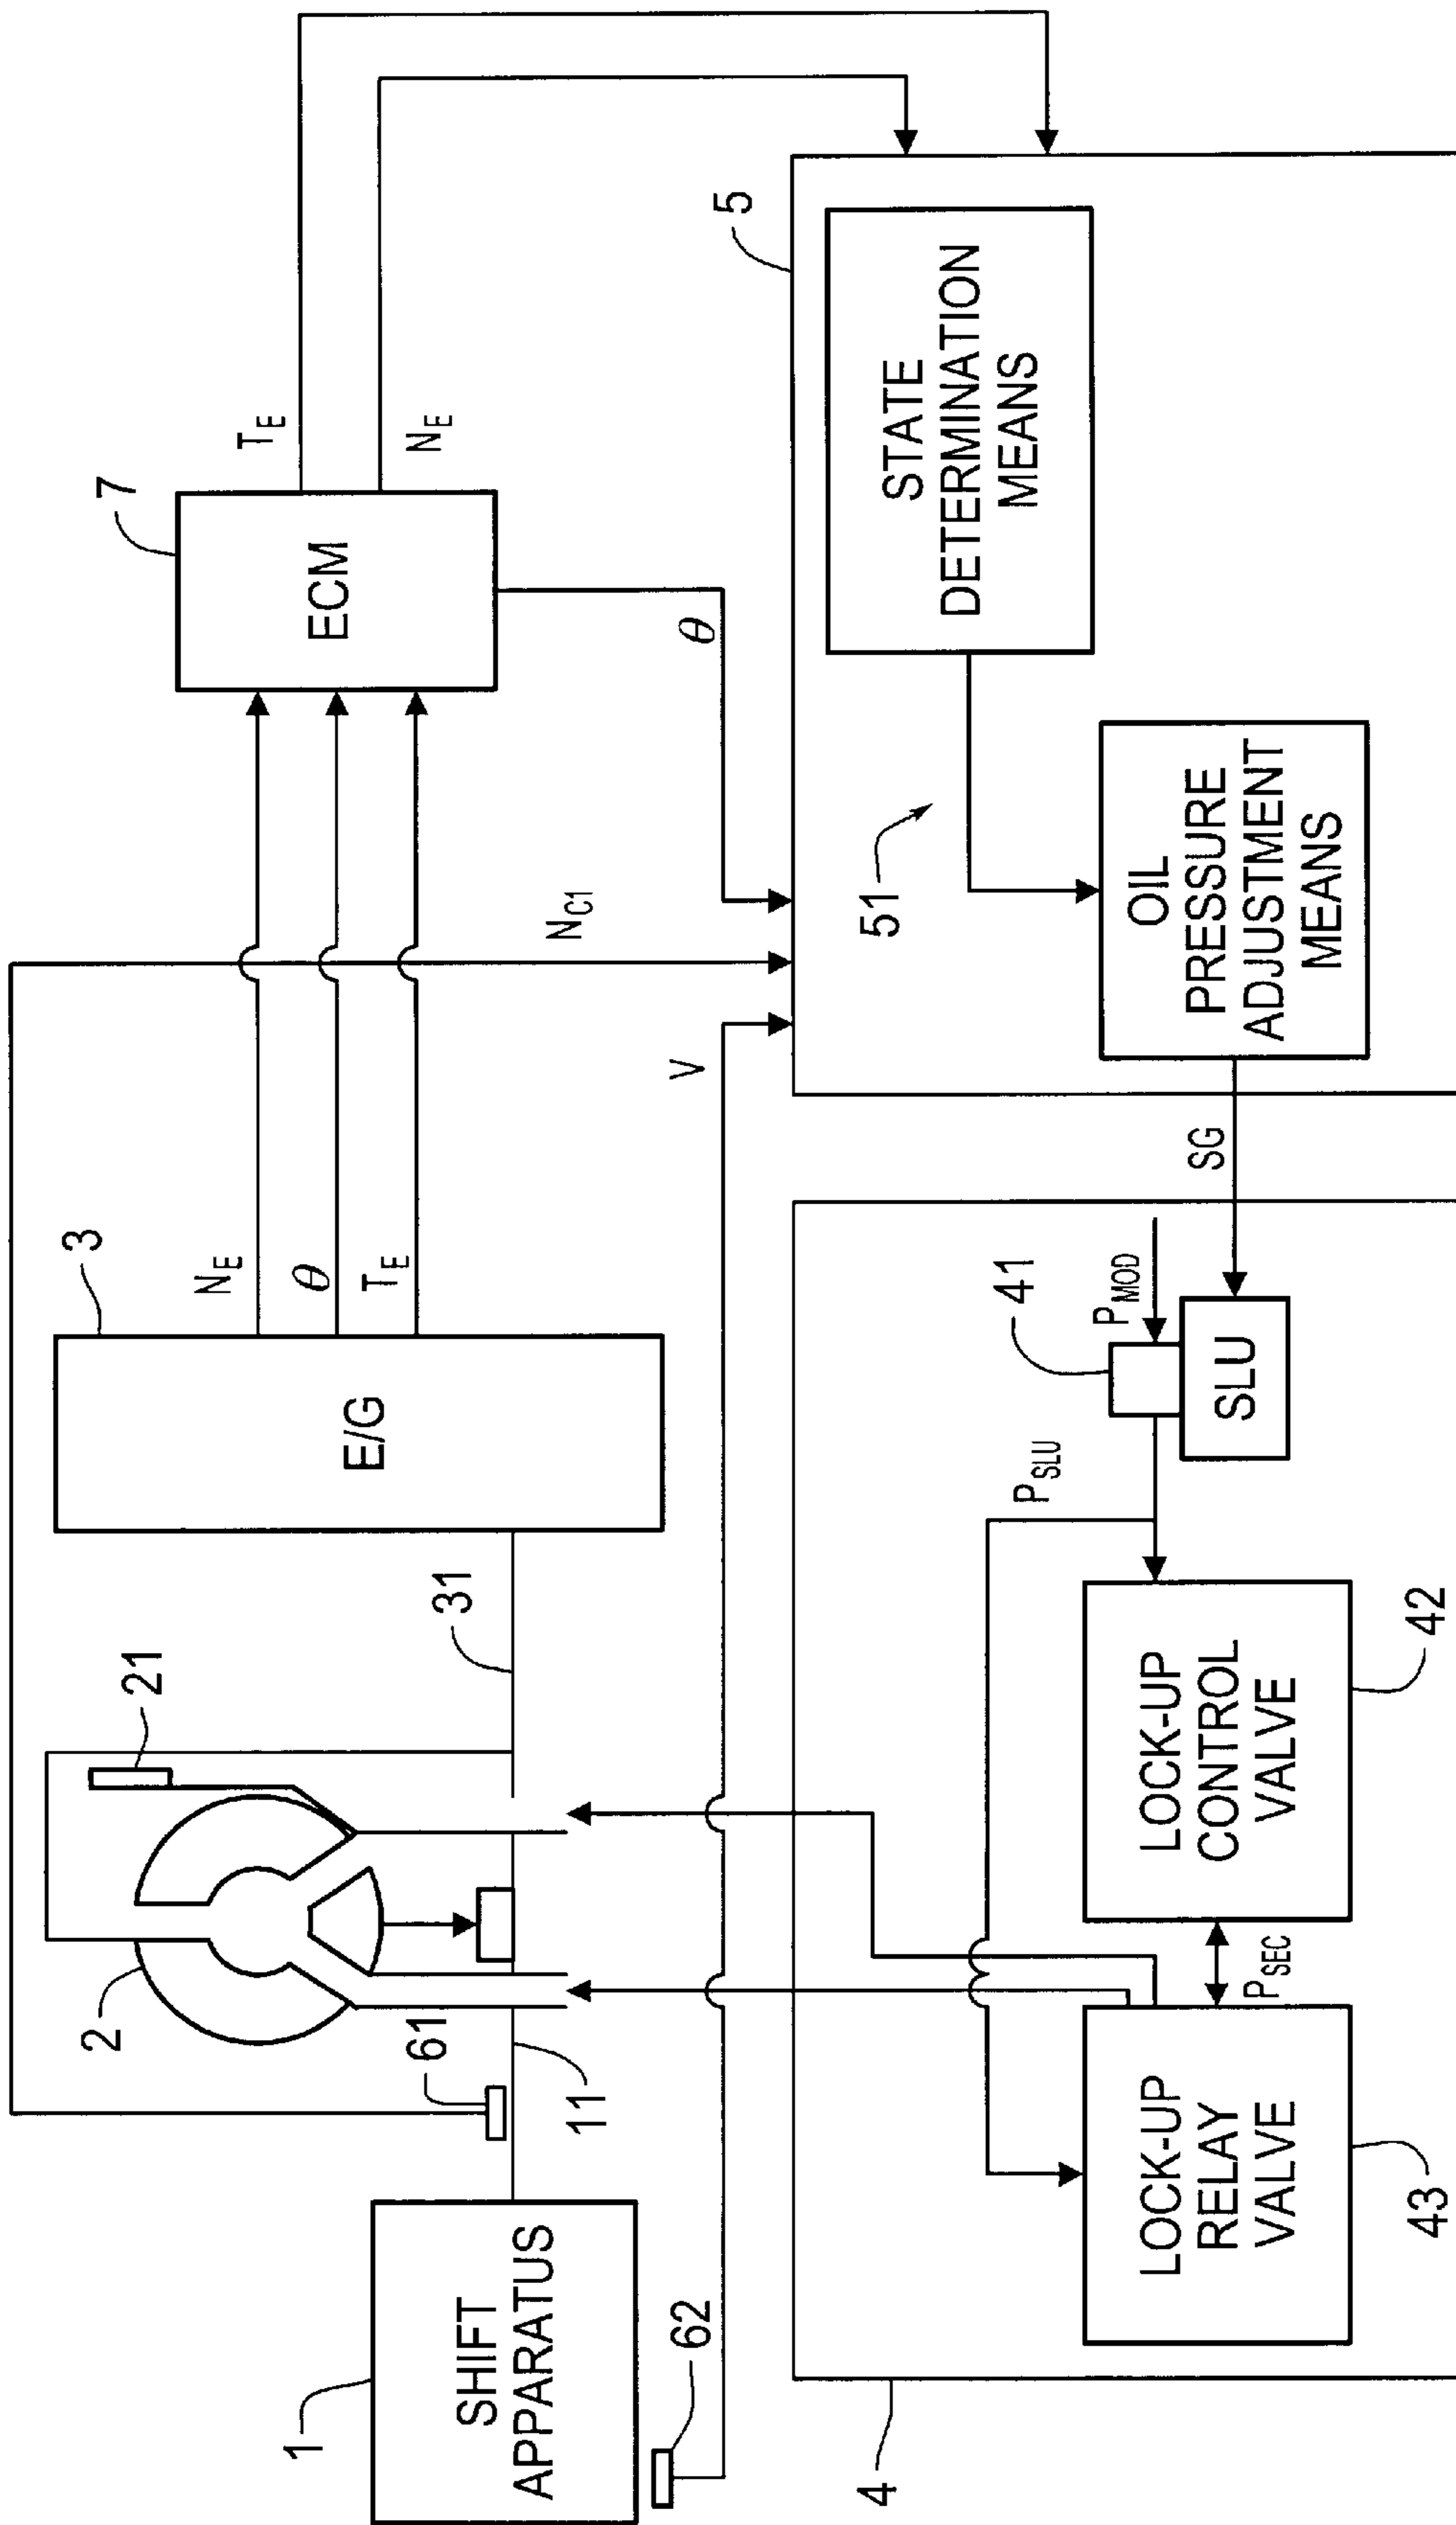 7
ECM
T_E
N_E
θ
N_E
θ
T_E
3
E/G
31
21
2
61
11
1
SHIFT
APPARATUS
62
V
N_C1
5
STATE
DETERMINATION
MEANS
51
OIL
PRESSURE
ADJUSTMENT
MEANS
SG
41
P_MOD
SLU
P_SLU
LOCK-UP
CONTROL
VALVE
42
P_SEC
LOCK-UP
RELAY
VALVE
43
4